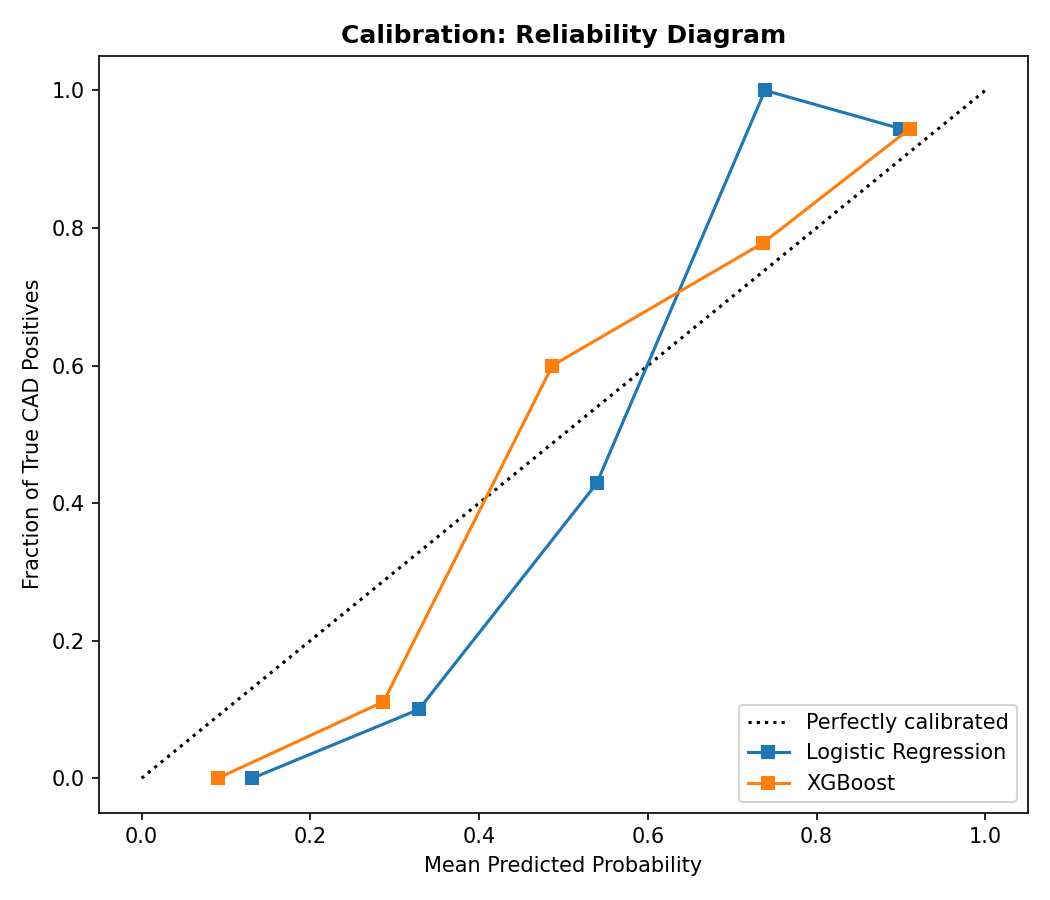 Calibration: Reliability Diagram
Fraction of True CAD Positives
1.0
0.8
0.6
0.4
0.2
0.0
0.0 0.2 0.4 0.6 0.8 1.0
Mean Predicted Probability
Perfectly calibrated
Logistic Regression
XGBoost